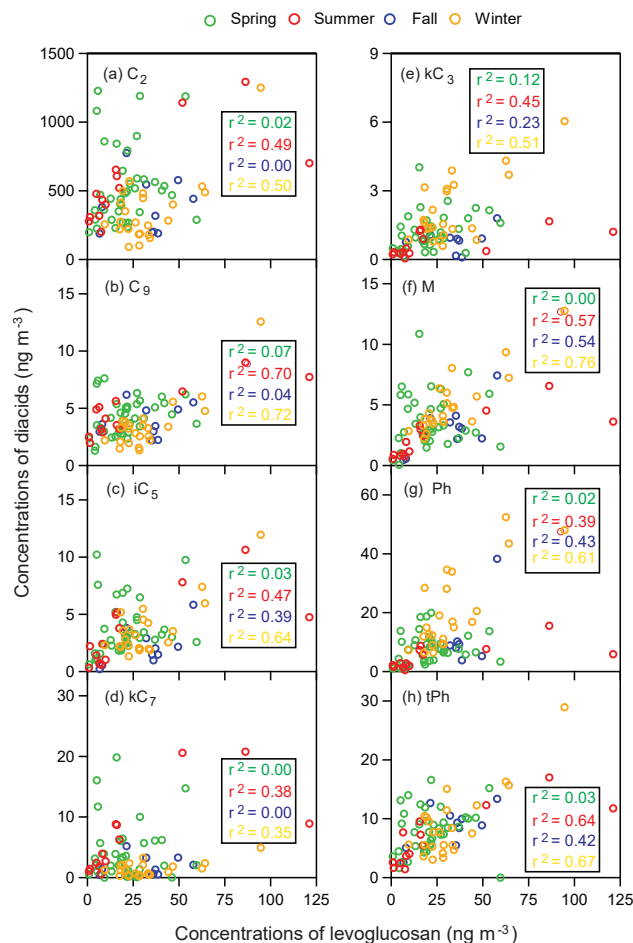 Spring Summer Fall Winter
Concentrations of diacids (ng m-3)
(a) C2
1500
1000
500
0
r2 = 0.02
r2 = 0.49
r2 = 0.00
r2 = 0.50
(e) kC3
9
6
3
0
r2 = 0.12
r2 = 0.45
r2 = 0.23
r2 = 0.51
(b) C9
15
10
5
0
r2 = 0.07
r2 = 0.70
r2 = 0.04
r2 = 0.72
(f) M
15
10
5
0
r2 = 0.00
r2 = 0.57
r2 = 0.54
r2 = 0.76
(c) iC5
15
10
5
0
r2 = 0.03
r2 = 0.47
r2 = 0.39
r2 = 0.64
(g) Ph
60
40
20
0
r2 = 0.02
r2 = 0.39
r2 = 0.43
r2 = 0.61
(d) kC7
30
20
10
0
r2 = 0.00
r2 = 0.38
r2 = 0.00
r2 = 0.35
0 25 50 75 100 125
(h) tPh
30
20
10
0
r2 = 0.03
r2 = 0.64
r2 = 0.42
r2 = 0.67
0 25 50 75 100 125
Concentrations of levoglucosan (ng m-3)